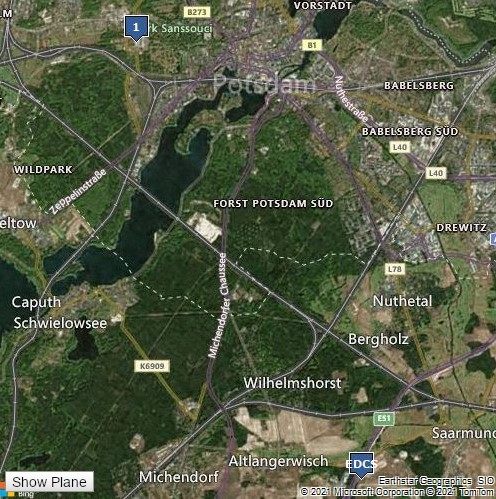 VORSTADT
B273
1
k Sanssouci
B1
Potsdam
Nuthestraße
BABELSBERG
BABELSBERG SÜD
L40
WILDPARK
L40
Zeppelinstraße
FORST POTSDAM SÜD
eltow
DREWITZ
L78
Michendorfer Chaussee
Caputh
Nuthetal
Schwielowsee
Bergholz
K6909
Wilhelmshorst
E51
Saarmund
Altlangerwisch
EDCS
Michendorf
Show Plane
Earthstar Geographics SIO
Bing
© 2021 Microsoft Corporation © 2021 TomTom